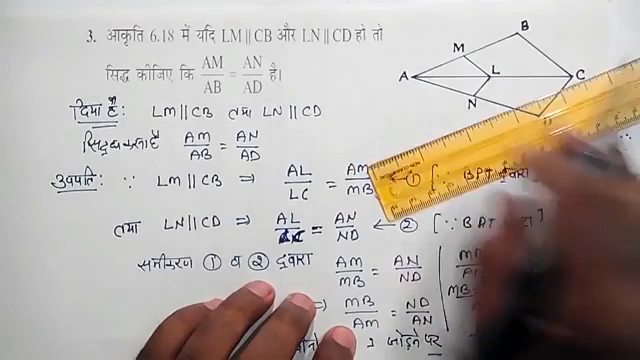 3. आकृति 6.18 में यदि LM || CB और LN || CD हो तो
सिद्ध कीजिए कि AM/AB = AN/AD है।
B
M
A
L
C
N
दिया है: LM || CB तथा LN || CD
सिद्ध करना है AM/AB = AN/AD
उपपति: ∵ LM || CB ⇒ AL/LC = AM/MB ← ① [∵ BPT द्वारा
तथा LN || CD ⇒ AL/LC = AN/ND ← ② [∵ BPT ]
समीकरण ① व ② द्वारा AM/MB = AN/ND
⇒ MB/AM = ND/AN
1 जोड़ने पर